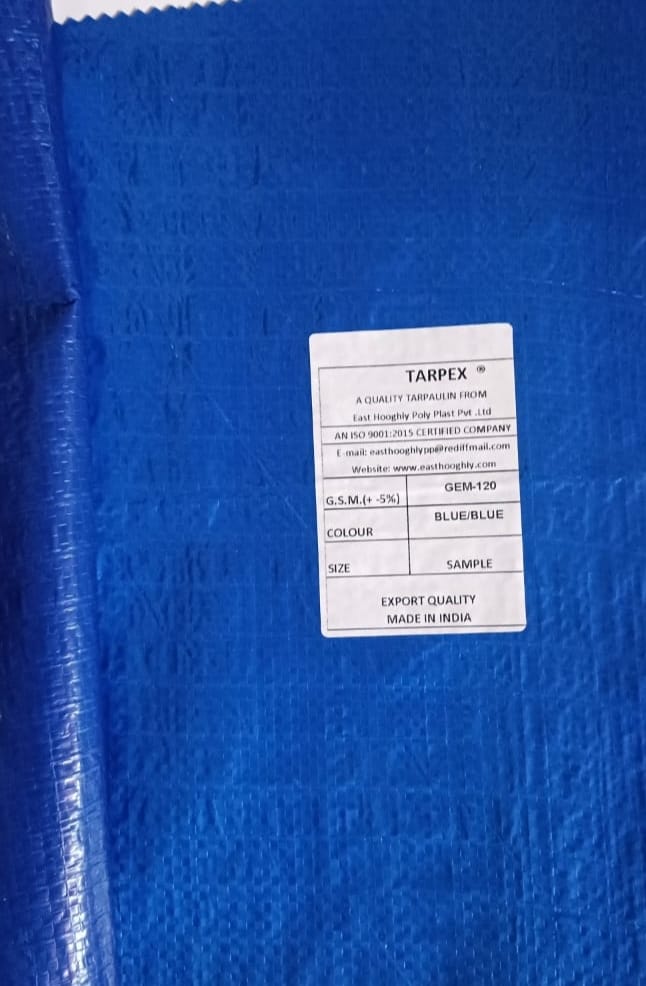 TARPEX ®
A QUALITY TARPAULIN FROM
East Hooghly Poly Plast Pvt .Ltd
AN ISO 9001:2015 CERTIFIED COMPANY
E-mail: easthooghlypp@rediffmail.com
Website: www.easthooghly.com
G.S.M.(+ -5%) GEM-120
COLOUR BLUE/BLUE
SIZE SAMPLE
EXPORT QUALITY
MADE IN INDIA